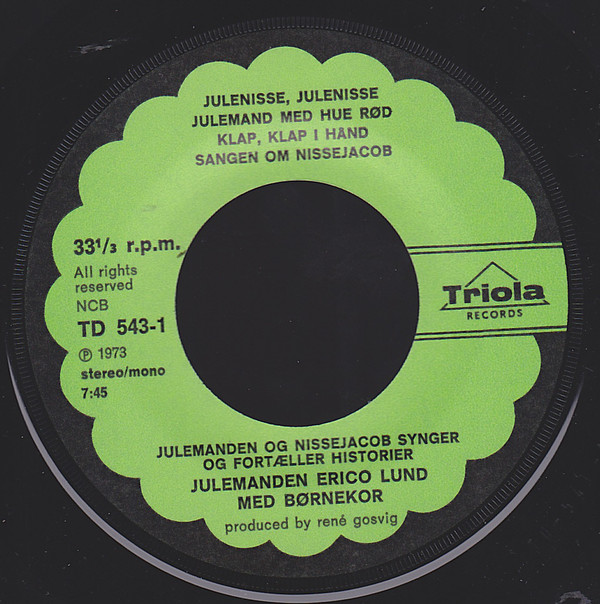 JULENISSE, JULENISSE
JULEMAND MED HUE RØD
KLAP, KLAP I HÅND
SANGEN OM NISSEJACOB
33 1/3 r.p.m.
All rights
reserved
NCB
TD 543-1
℗ 1973
stereo/mono
7:45
Triola
RECORDS
JULEMANDEN OG NISSEJACOB SYNGER
OG FORTÆLLER HISTORIER
JULEMANDEN ERICO LUND
MED BØRNEKOR
produced by rené gosvig